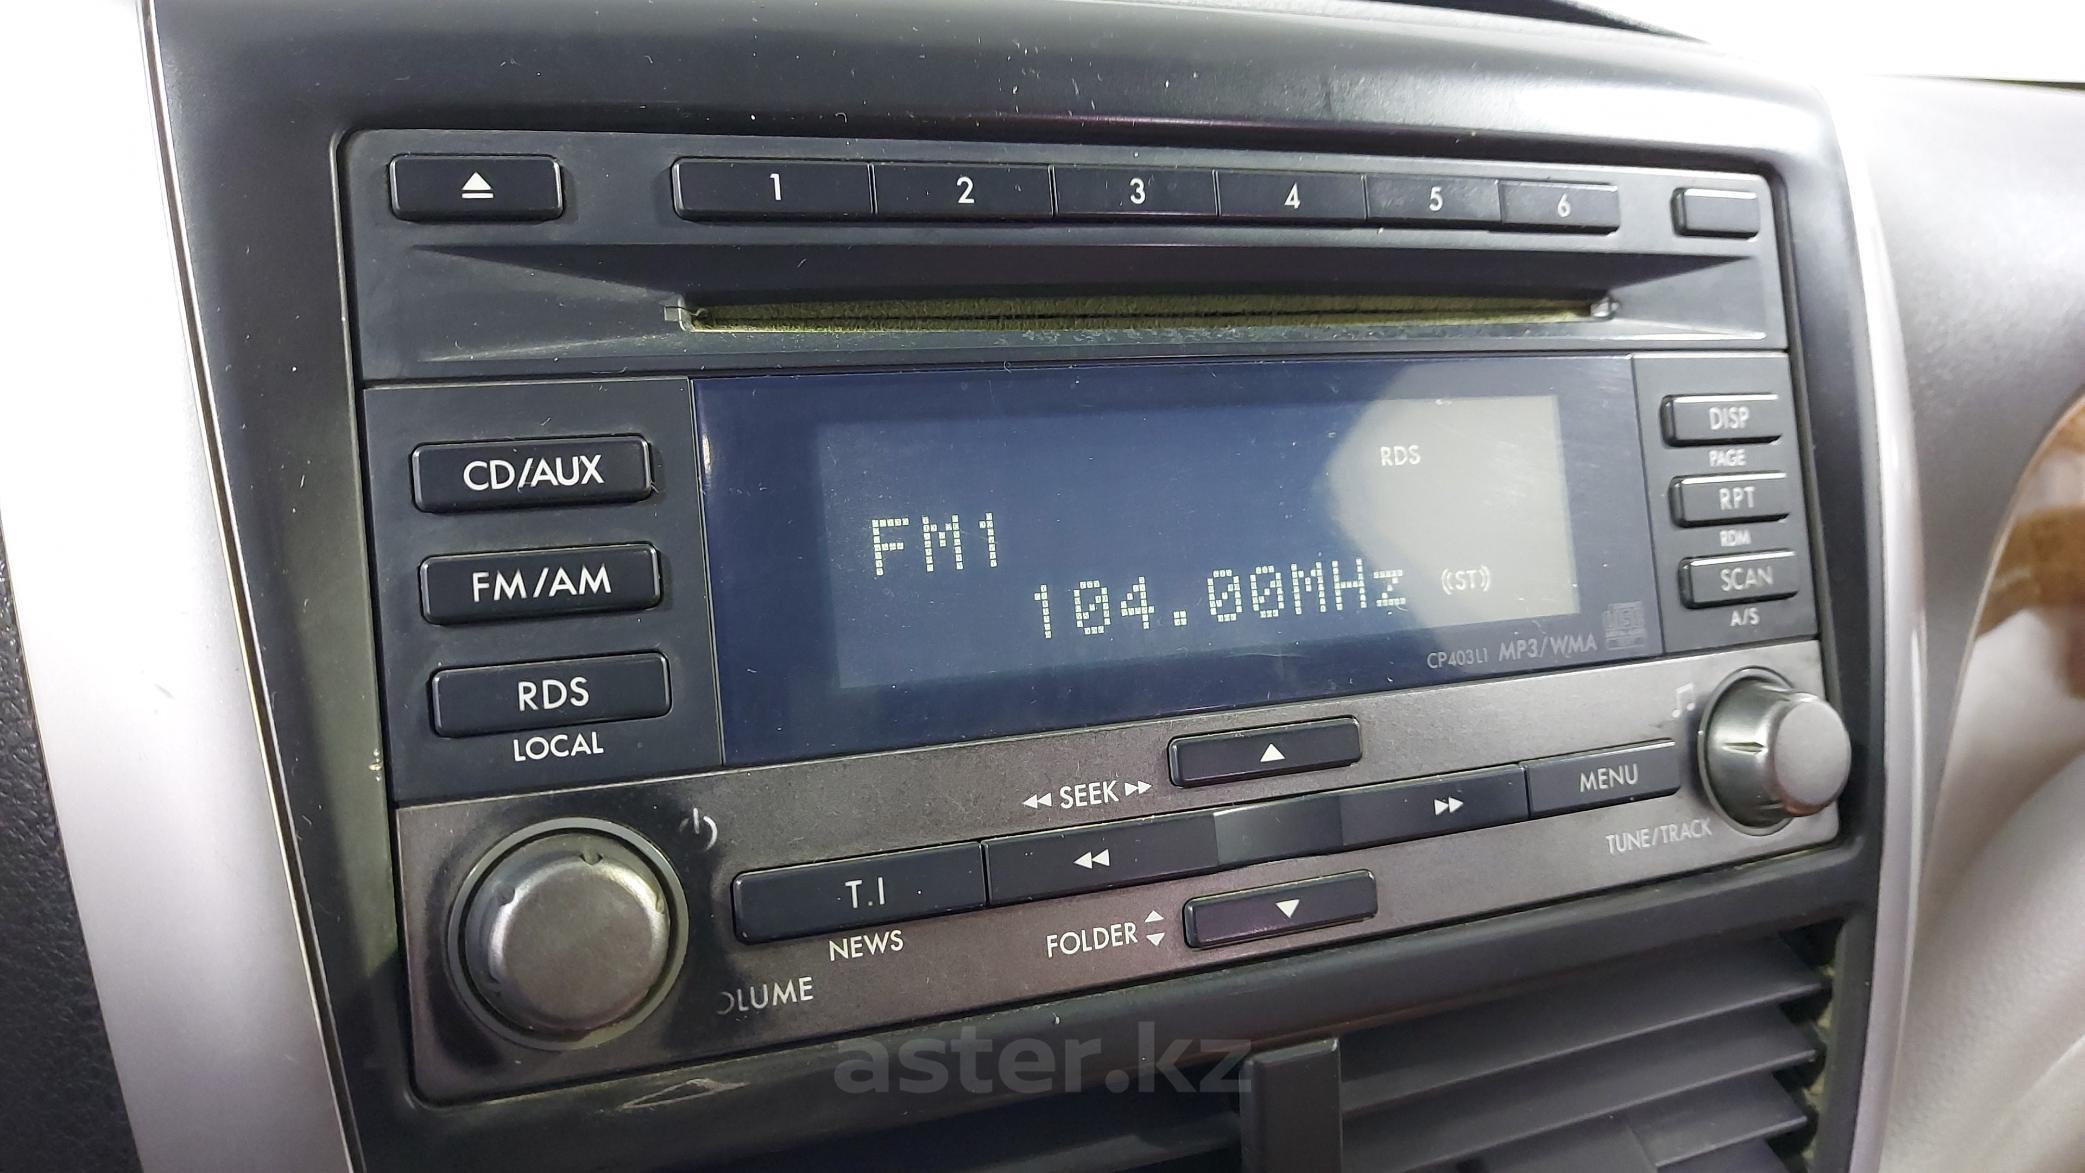 1 2 3 4 5 6
DISP
PAGE
RPT
RDM
SCAN
A/S
CD/AUX
FM/AM
RDS
LOCAL
RDS
FM1
104.00MHz ((ST))
CP403L1 MP3/WMA
SEEK
MENU
TUNE/TRACK
T.I
NEWS
FOLDER
OLUME
aster.kz